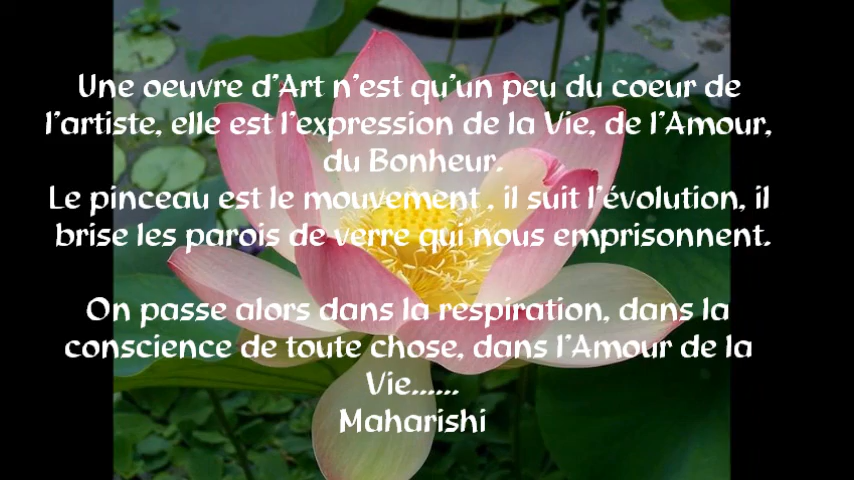 Une oeuvre d'Art n'est qu'un peu du coeur de
l'artiste, elle est l'expression de la Vie, de l'Amour,
du Bonheur.
Le pinceau est le mouvement , il suit l'évolution, il
brise les parois de verre qui nous emprisonnent.
On passe alors dans la respiration, dans la
conscience de toute chose, dans l'Amour de la
Vie......
Maharishi